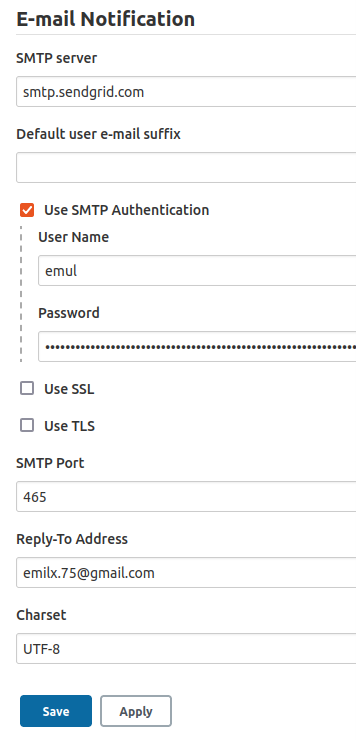 E-mail Notification
SMTP server
smtp.sendgrid.com
Default user e-mail suffix
Use SMTP Authentication
User Name
emul
Password
Use SSL
Use TLS
SMTP Port
465
Reply-To Address
emilx.75@gmail.com
Charset
UTF-8
Save Apply